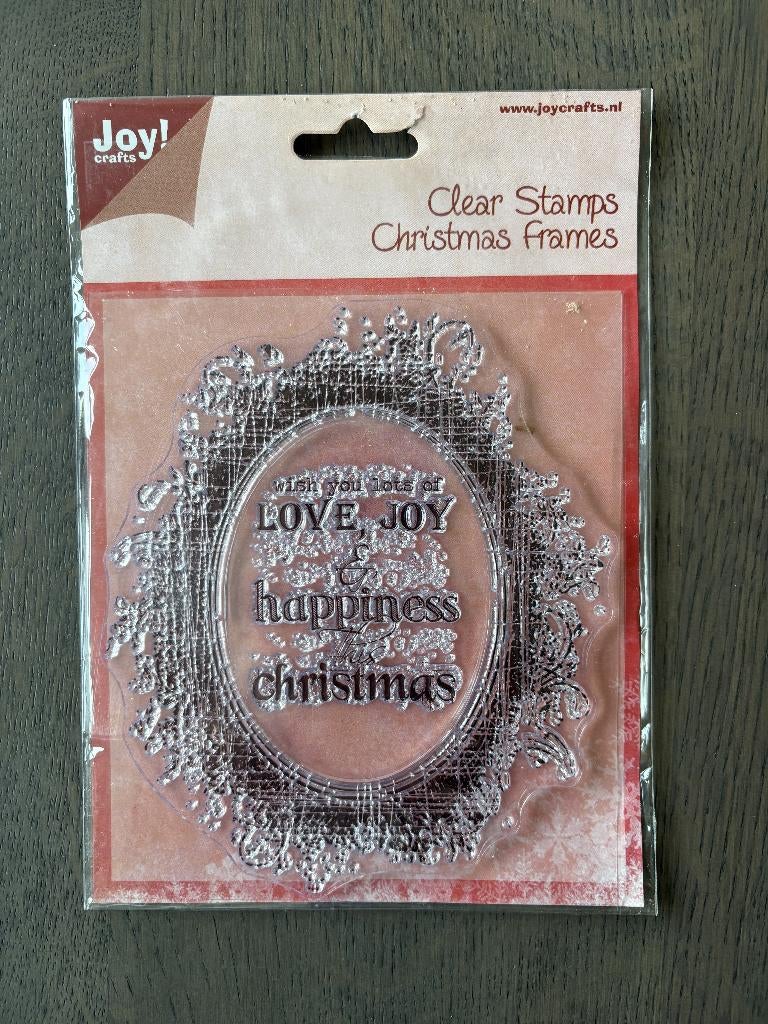 Joy!
crafts
www.joycrafts.nl
Clear Stamps
Christmas Frames
wish you lots of
LOVE, JOY
&
happiness
this
christmas